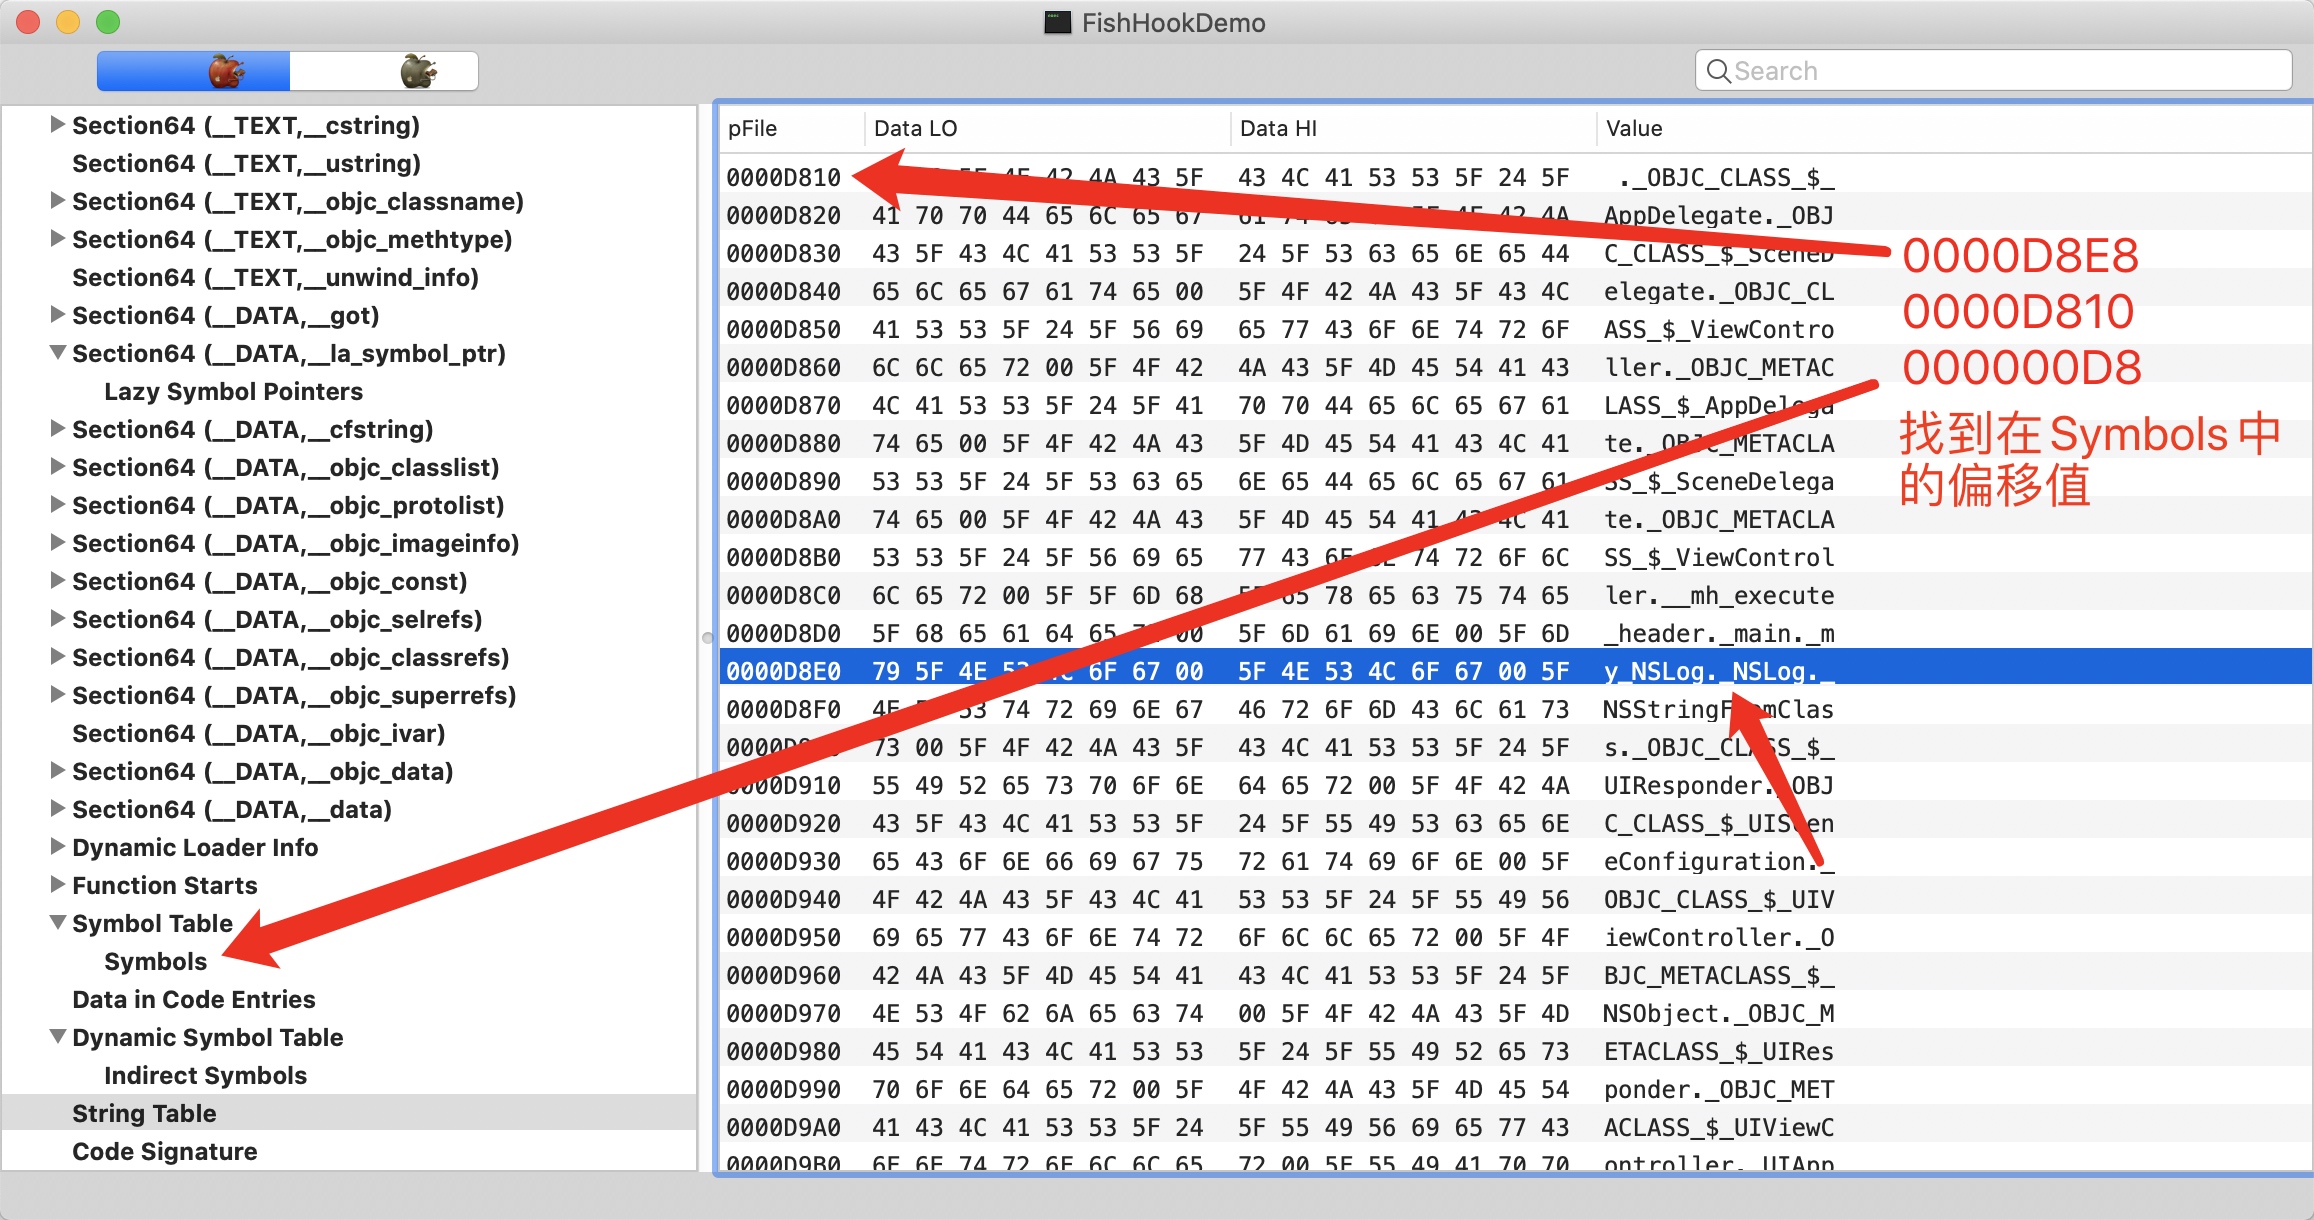 FishHookDemo
Search
Section64 (__TEXT,__cstring)
Section64 (__TEXT,__ustring)
Section64 (__TEXT,__objc_classname)
Section64 (__TEXT,__objc_methtype)
Section64 (__TEXT,__unwind_info)
Section64 (__DATA,__got)
Section64 (__DATA,__la_symbol_ptr)
Lazy Symbol Pointers
Section64 (__DATA,__cfstring)
Section64 (__DATA,__objc_classlist)
Section64 (__DATA,__objc_protolist)
Section64 (__DATA,__objc_imageinfo)
Section64 (__DATA,__objc_const)
Section64 (__DATA,__objc_selrefs)
Section64 (__DATA,__objc_classrefs)
Section64 (__DATA,__objc_superrefs)
Section64 (__DATA,__objc_ivar)
Section64 (__DATA,__objc_data)
Section64 (__DATA,__data)
Dynamic Loader Info
Function Starts
Symbol Table
Symbols
Data in Code Entries
Dynamic Symbol Table
Indirect Symbols
String Table
Code Signature
pFile Data LO Data HI Value
0000D810 42 4A 43 5F 43 4C 41 53 53 5F 24 5F ._OBJC_CLASS_$_
0000D820 41 70 70 44 65 6C 65 67 42 4A AppDelegate._OBJ
0000D830 43 5F 43 4C 41 53 53 5F 24 5F 53 63 65 6E 65 44 C_CLASS_$_SceneD
0000D840 65 6C 65 67 61 74 65 00 5F 4F 42 4A 43 5F 43 4C elegate._OBJC_CL
0000D850 41 53 53 5F 24 5F 56 69 65 77 43 6F 6E 74 72 6F ASS_$_ViewContro
0000D860 6C 6C 65 72 00 5F 4F 42 4A 43 5F 4D 45 54 41 43 ller._OBJC_METAC
0000D870 4C 41 53 53 5F 24 5F 41 70 70 44 65 6C 65 67 61 LASS_$_AppDelega
0000D880 74 65 00 5F 4F 42 4A 43 5F 4D 45 54 41 43 4C 41 te._OBJC_METACLA
0000D890 53 53 5F 24 5F 53 63 65 6E 65 44 65 6C 65 67 61 SS_$_SceneDelega
0000D8A0 74 65 00 5F 4F 42 4A 43 5F 4D 45 54 41 43 4C 41 te._OBJC_METACLA
0000D8B0 53 53 5F 24 5F 56 69 65 77 43 6F 6E 74 72 6F 6C SS_$_ViewControl
0000D8C0 6C 65 72 00 5F 5F 6D 68 5F 65 78 65 63 75 74 65 ler.__mh_execute
0000D8D0 5F 68 65 61 64 65 72 00 5F 6D 61 69 6E 00 5F 6D _header._main._m
0000D8E0 79 5F 4E 53 4C 6F 67 00 5F 4E 53 4C 6F 67 00 5F y_NSLog._NSLog._
0000D8F0 4E 53 53 74 72 69 6E 67 46 72 6F 6D 43 6C 61 73 NSStringFromClas
73 00 5F 4F 42 4A 43 5F 43 4C 41 53 53 5F 24 5F s._OBJC_CLASS_$_
0000D910 55 49 52 65 73 70 6F 6E 64 65 72 00 5F 4F 42 4A UIResponder._OBJ
0000D920 43 5F 43 4C 41 53 53 5F 24 5F 55 49 53 63 65 6E C_CLASS_$_UIScen
0000D930 65 43 6F 6E 66 69 67 75 72 61 74 69 6F 6E 00 5F eConfiguration._
0000D940 4F 42 4A 43 5F 43 4C 41 53 53 5F 24 5F 55 49 56 OBJC_CLASS_$_UIV
0000D950 69 65 77 43 6F 6E 74 72 6F 6C 6C 65 72 00 5F 4F iewController._O
0000D960 42 4A 43 5F 4D 45 54 41 43 4C 41 53 53 5F 24 5F BJC_METACLASS_$_
0000D970 4E 53 4F 62 6A 65 63 74 00 5F 4F 42 4A 43 5F 4D NSObject._OBJC_M
0000D980 45 54 41 43 4C 41 53 53 5F 24 5F 55 49 52 65 73 ETACLASS_$_UIRes
0000D990 70 6F 6E 64 65 72 00 5F 4F 42 4A 43 5F 4D 45 54 ponder._OBJC_MET
0000D9A0 41 43 4C 41 53 53 5F 24 5F 55 49 56 69 65 77 43 ACLASS_$_UIViewC
0000D9B0 6F 6E 74 72 6F 6C 6C 65 72 00 5F 55 49 41 70 70 ontroller._UIApp
0000D8E8
0000D810
000000D8
找到在Symbols中
的偏移值